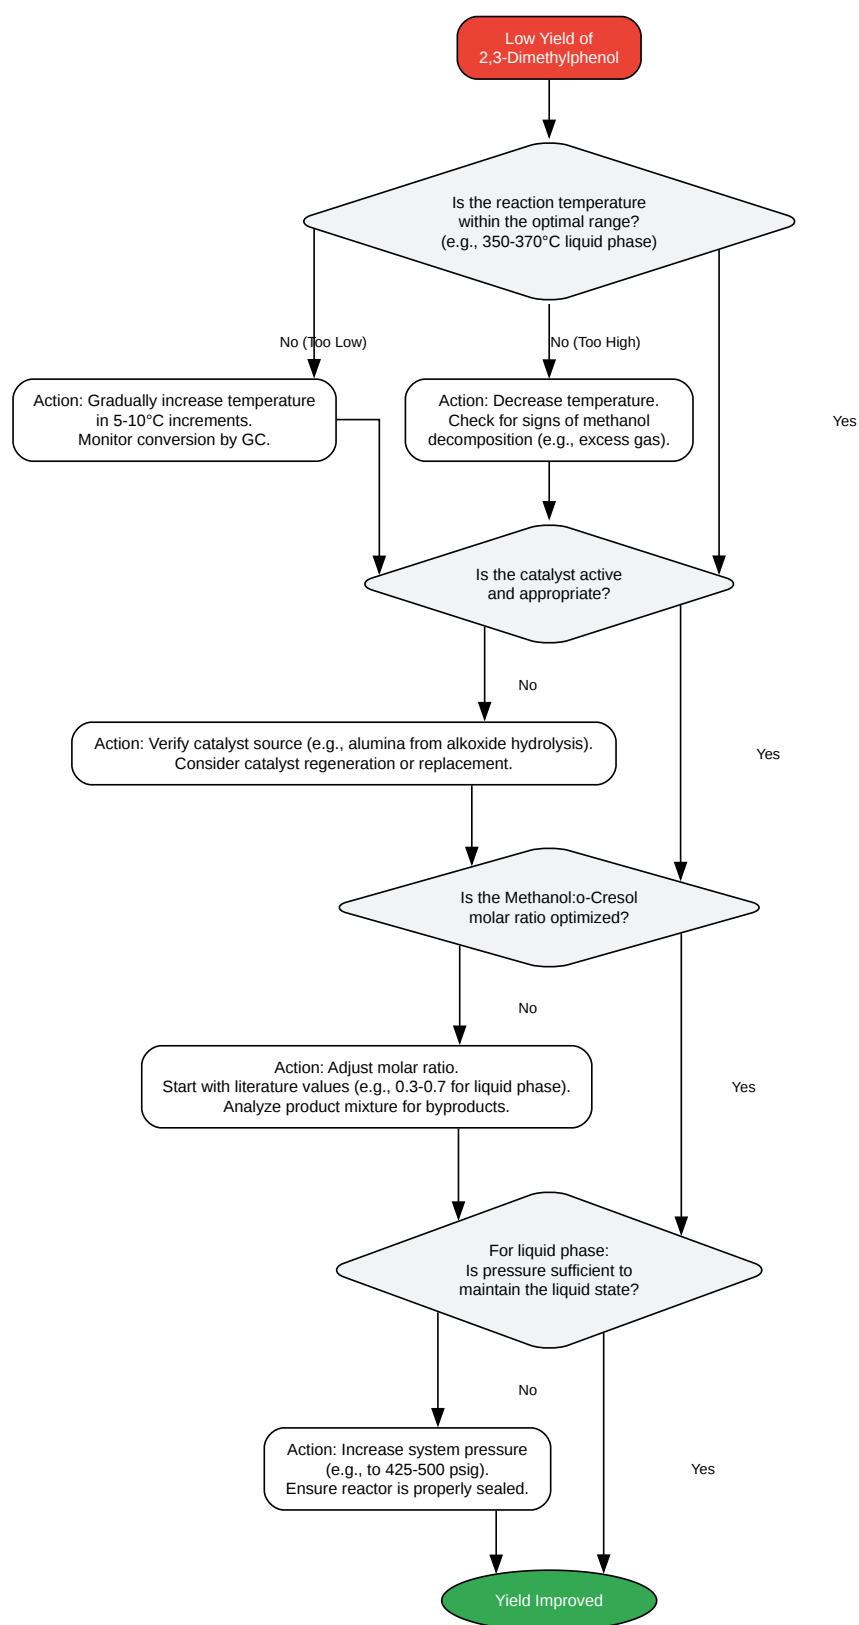 Low Yield of
2,3-Dimethylphenol
Is the reaction temperature
within the optimal range?
(e.g., 350-370°C liquid phase)
No (Too Low)
No (Too High)
Action: Gradually increase temperature
in 5-10°C increments.
Monitor conversion by GC.
Action: Decrease temperature.
Check for signs of methanol
decomposition (e.g., excess gas).
Yes
Is the catalyst active
and appropriate?
No
Action: Verify catalyst source (e.g., alumina from alkoxide hydrolysis).
Consider catalyst regeneration or replacement.
Yes
Is the Methanol:o-Cresol
molar ratio optimized?
No
Action: Adjust molar ratio.
Start with literature values (e.g., 0.3-0.7 for liquid phase).
Analyze product mixture for byproducts.
Yes
For liquid phase:
Is pressure sufficient to
maintain the liquid state?
No
Action: Increase system pressure
(e.g., to 425-500 psig).
Ensure reactor is properly sealed.
Yes
Yield Improved